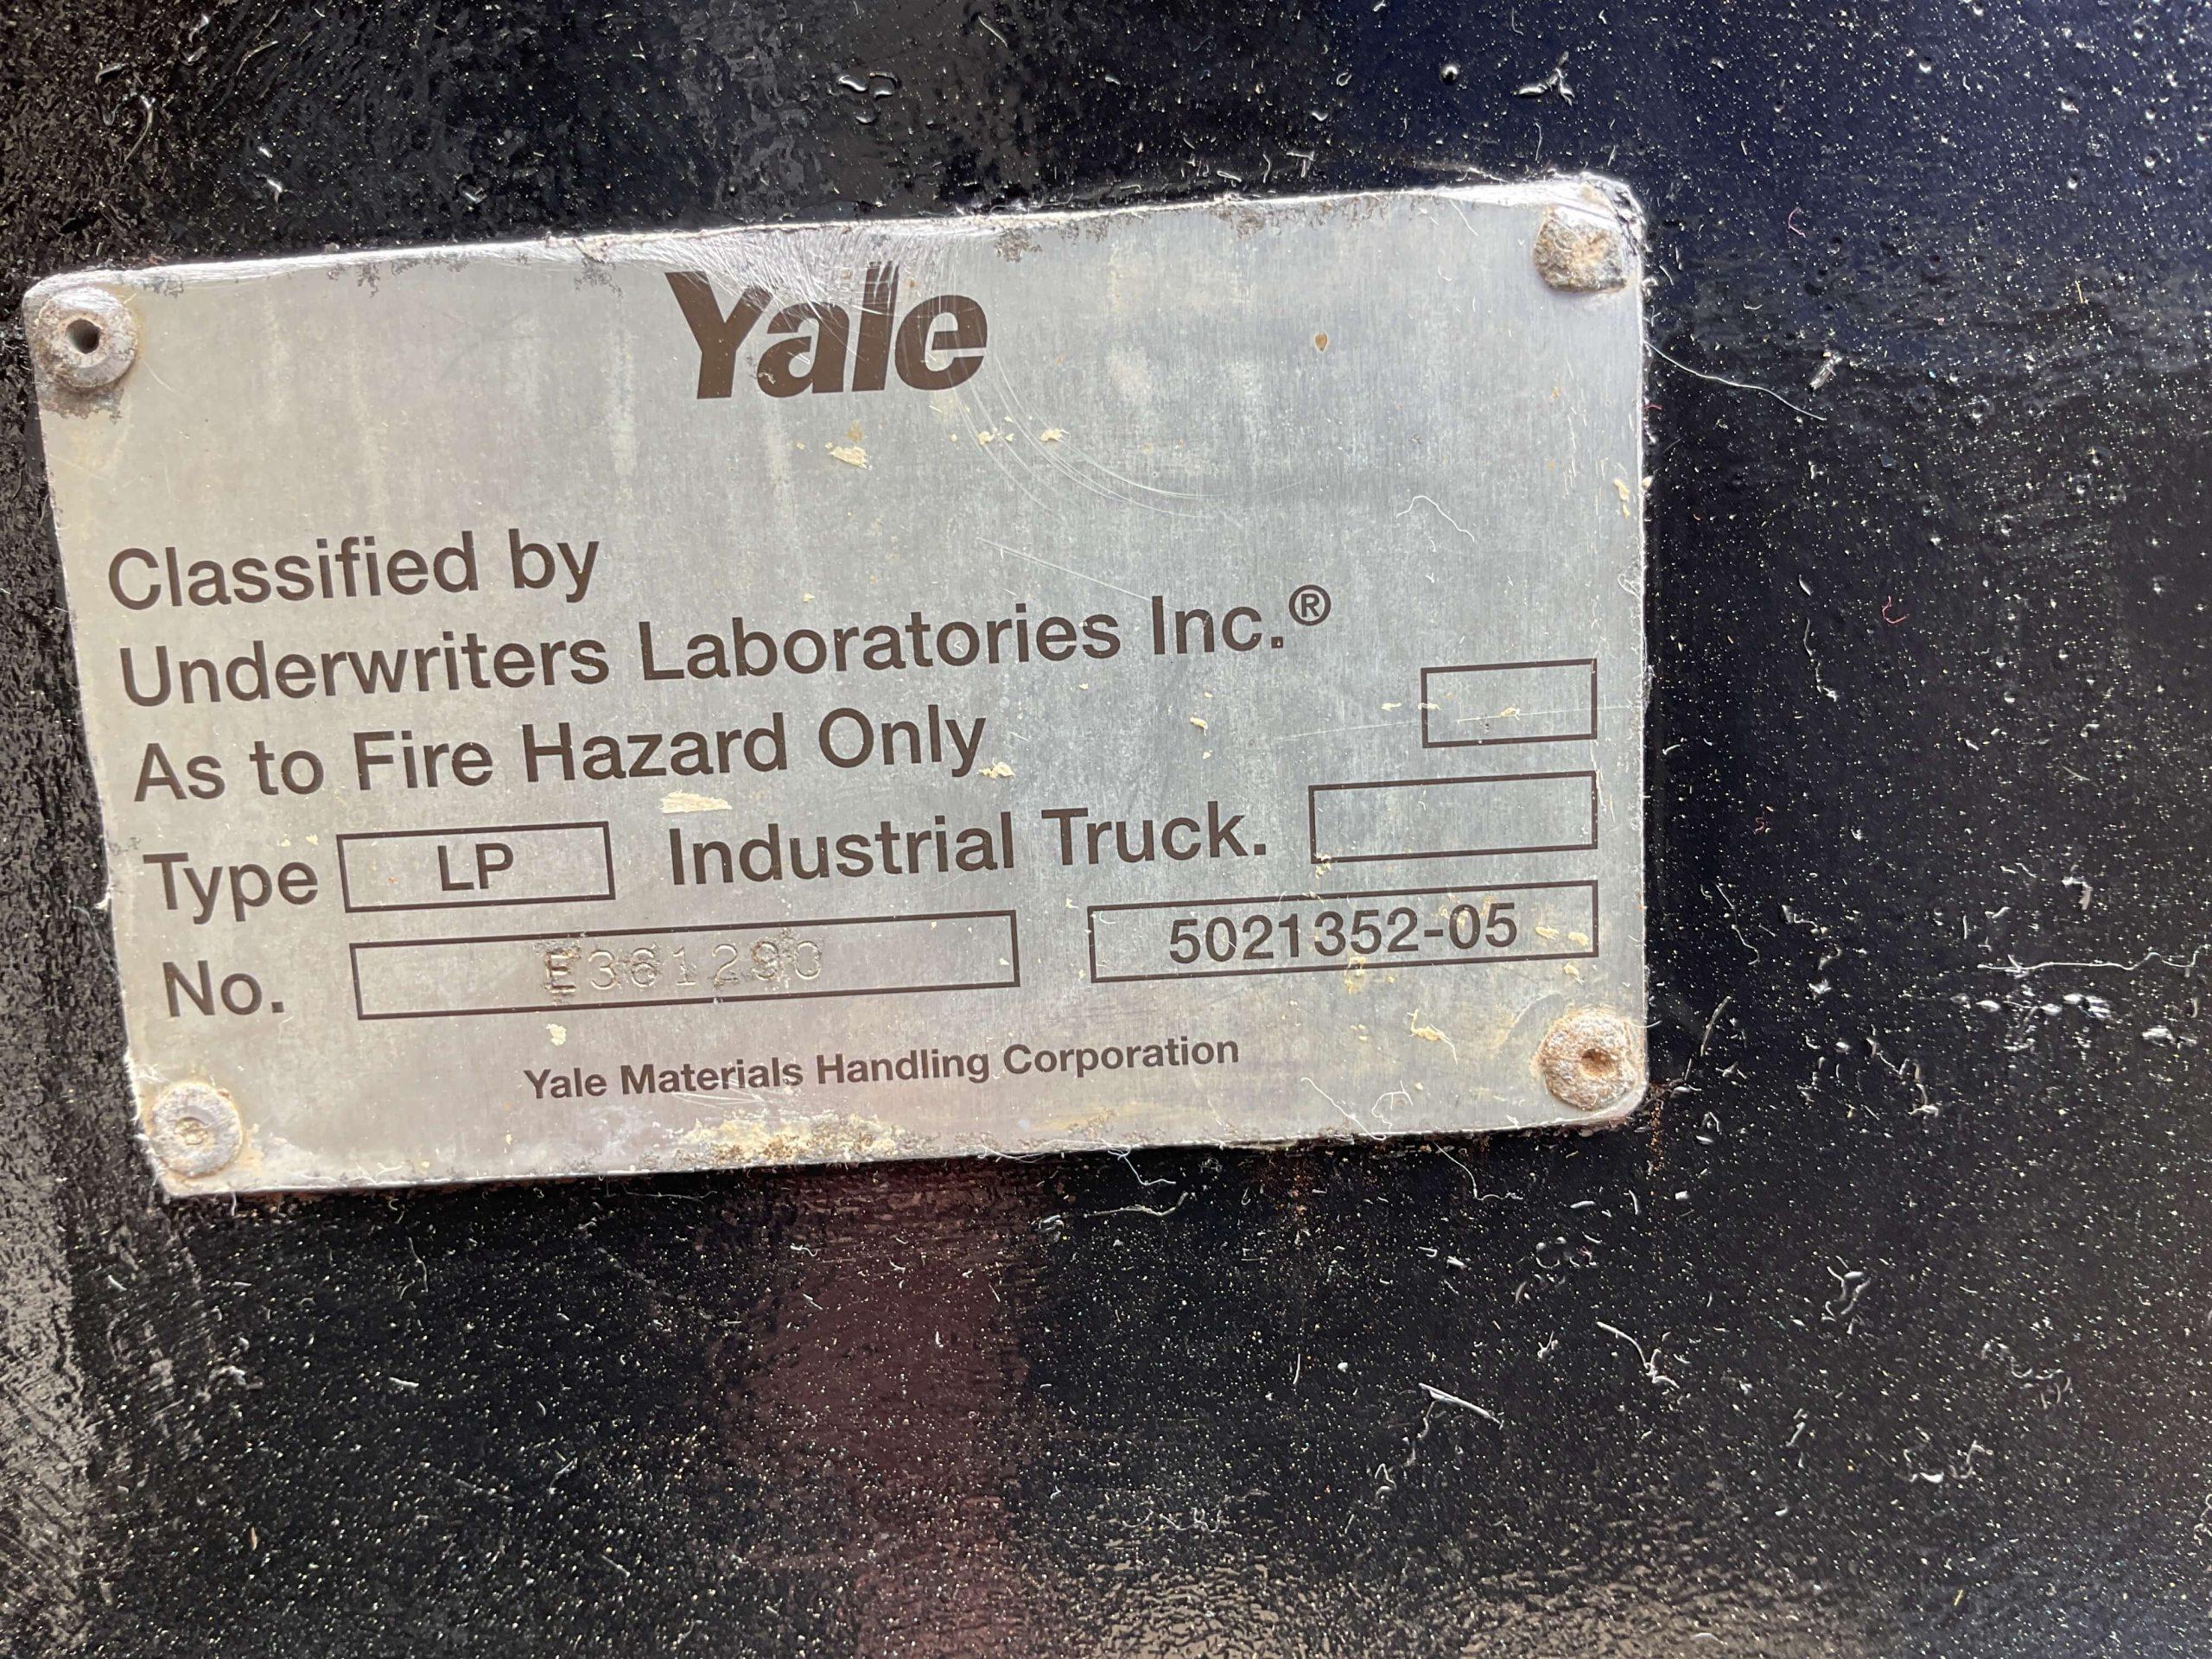 Yale
Classified by
Underwriters Laboratories Inc.®
As to Fire Hazard Only
Type LP Industrial Truck.
No. E361290 5021352-05
Yale Materials Handling Corporation